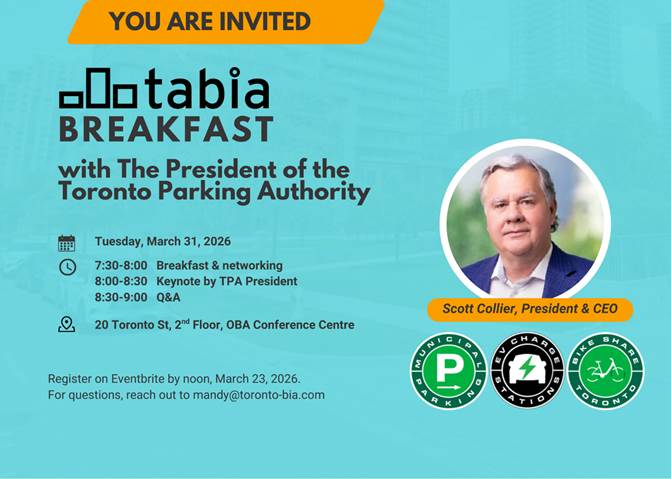 YOU ARE INVITED
tabia
BREAKFAST
with The President of the
Toronto Parking Authority
Tuesday, March 31, 2026
7:30-8:00 Breakfast & networking
8:00-8:30 Keynote by TPA President
8:30-9:00 Q&A
20 Toronto St, 2nd Floor, OBA Conference Centre
Scott Collier, President & CEO
MUNICIPAL
P
PARKING
EV CHARGE
STATIONS
BIKE SHARE
TORONTO
Register on Eventbrite by noon, March 23, 2026.
For questions, reach out to mandy@toronto-bia.com